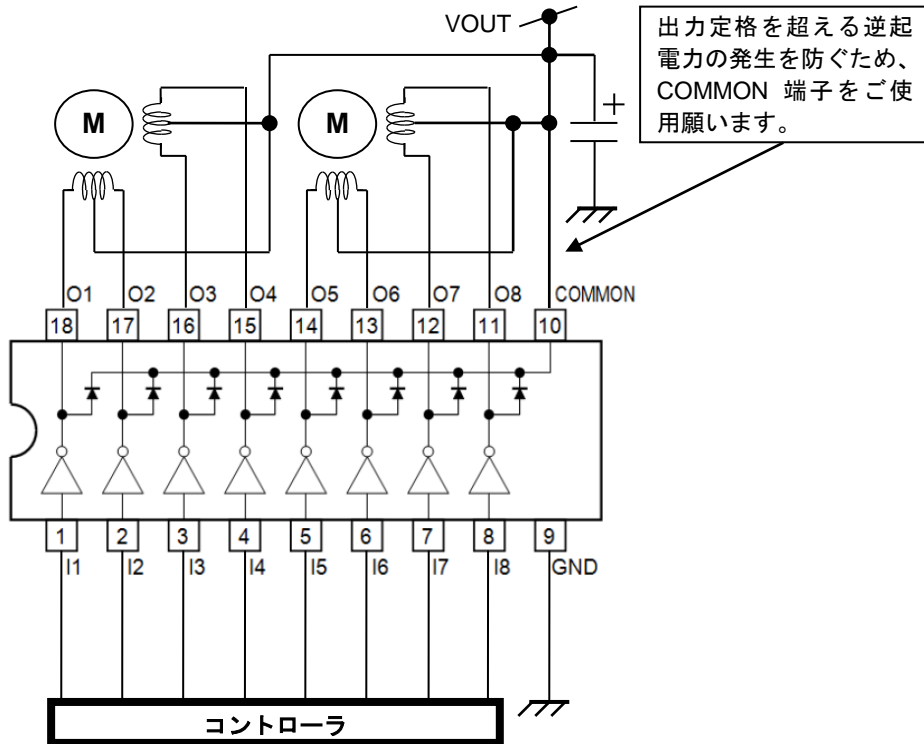 VOUT
出力定格を超える逆起
電力の発生を防ぐため、
COMMON 端子をご使
用願います。
+
M
M
O1 O2 O3 O4 O5 O6 O7 O8 COMMON
18 17 16 15 14 13 12 11 10
1 2 3 4 5 6 7 8 9
I1 I2 I3 I4 I5 I6 I7 I8 GND
コントローラ